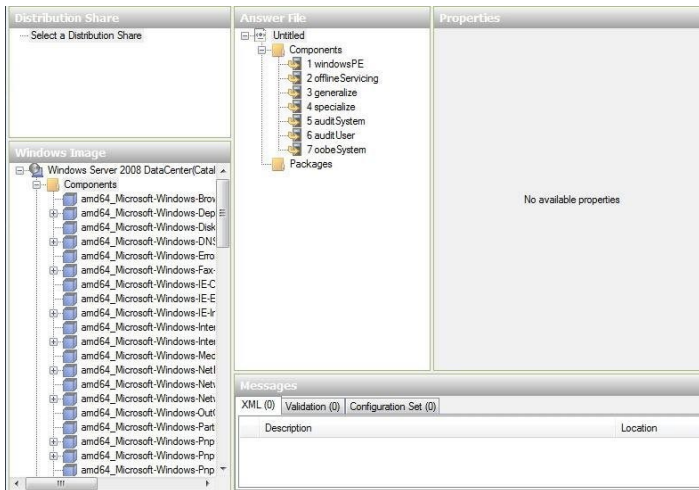 Distribution Share
Select a Distribution Share
Windows Image
Windows Server 2008 DataCenter(Catal
Components
amd64_Microsoft-Windows-Brow
amd64_Microsoft-Windows-Dep
amd64_Microsoft-Windows-Disk
amd64_Microsoft-Windows-DNS
amd64_Microsoft-Windows-Erro
amd64_Microsoft-Windows-Fax-
amd64_Microsoft-Windows-IE-C
amd64_Microsoft-Windows-IE-E
amd64_Microsoft-Windows-IE-Ir
amd64_Microsoft-Windows-Inter
amd64_Microsoft-Windows-Inter
amd64_Microsoft-Windows-Med
amd64_Microsoft-Windows-NetI
amd64_Microsoft-Windows-Netv
amd64_Microsoft-Windows-Netv
amd64_Microsoft-Windows-Out(
amd64_Microsoft-Windows-Part
amd64_Microsoft-Windows-Pnp
amd64_Microsoft-Windows-Pnp
amd64_Microsoft-Windows-Pnp
Answer File
Untitled
Components
1 windowsPE
2 offlineServicing
3 generalize
4 specialize
5 auditSystem
6 auditUser
7 oobeSystem
Packages
Properties
No available properties
Messages
XML (0) Validation (0) Configuration Set (0)
Description Location